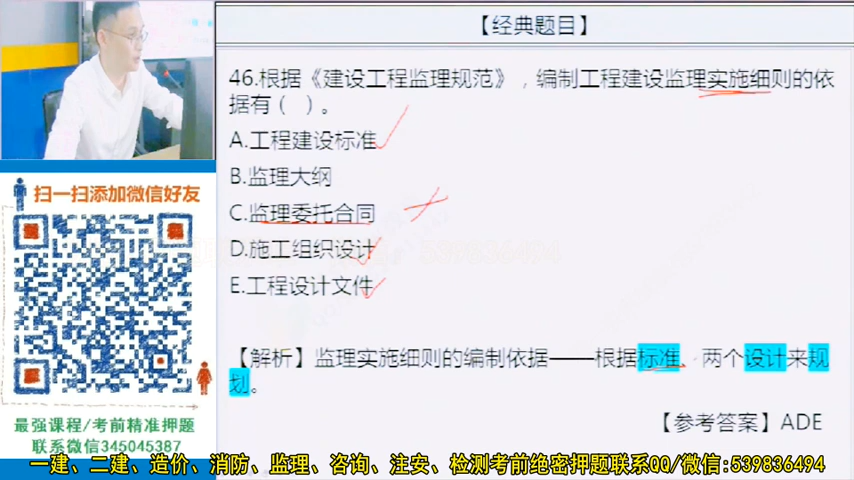 【经典题目】
46.根据《建设工程监理规范》，编制工程建设监理实施细则的依
据有（ ）。
A.工程建设标准
B.监理大纲
C.监理委托合同
D.施工组织设计
E.工程设计文件
【解析】监理实施细则的编制依据——根据标准、两个设计来规
划。
【参考答案】ADE
扫一扫添加微信好友
最强课程/考前精准押题
联系微信345045387
539836494
一建、二建、造价、消防、监理、咨询、注安、检测考前绝密押题联系QQ/微信:539836494